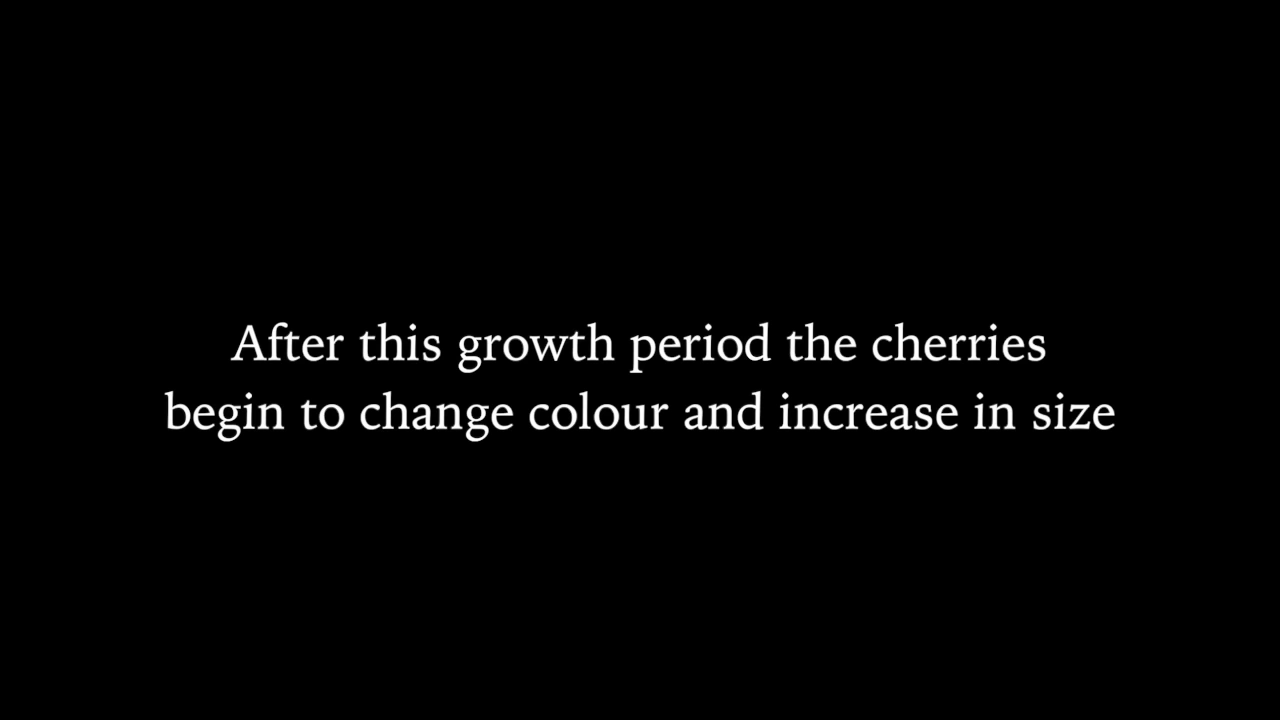 After this growth period the cherries
begin to change colour and increase in size